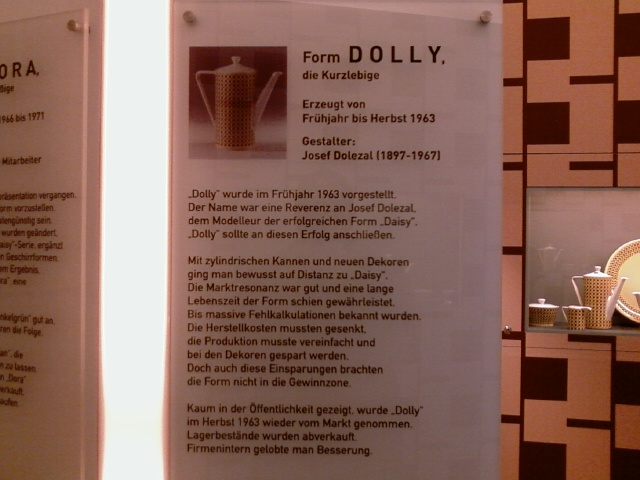 ORA,
1966 bis 1971
Mitarbeiter
Form DOLLY,
die Kurzlebige
Erzeugt von
Frühjahr bis Herbst 1963
Gestalter:
Josef Dolezal (1897-1967)
„Dolly" wurde im Frühjahr 1963 vorgestellt.
Der Name war eine Reverenz an Josef Dolezal,
dem Modelleur der erfolgreichen Form „Daisy".
„Dolly" sollte an diesen Erfolg anschließen.
Mit zylindrischen Kannen und neuen Dekoren
ging man bewusst auf Distanz zu „Daisy".
Die Marktresonanz war gut und eine lange
Lebenszeit der Form schien gewährleistet.
Bis massive Fehlkalkulationen bekannt wurden.
Die Herstellkosten mussten gesenkt,
die Produktion musste vereinfacht und
bei den Dekoren gespart werden.
Doch auch diese Einsparungen brachten
die Form nicht in die Gewinnzone.
Kaum in der Öffentlichkeit gezeigt, wurde „Dolly"
im Herbst 1963 wieder vom Markt genommen.
Lagerbestände wurden abverkauft.
Firmenintern gelobte man Besserung.